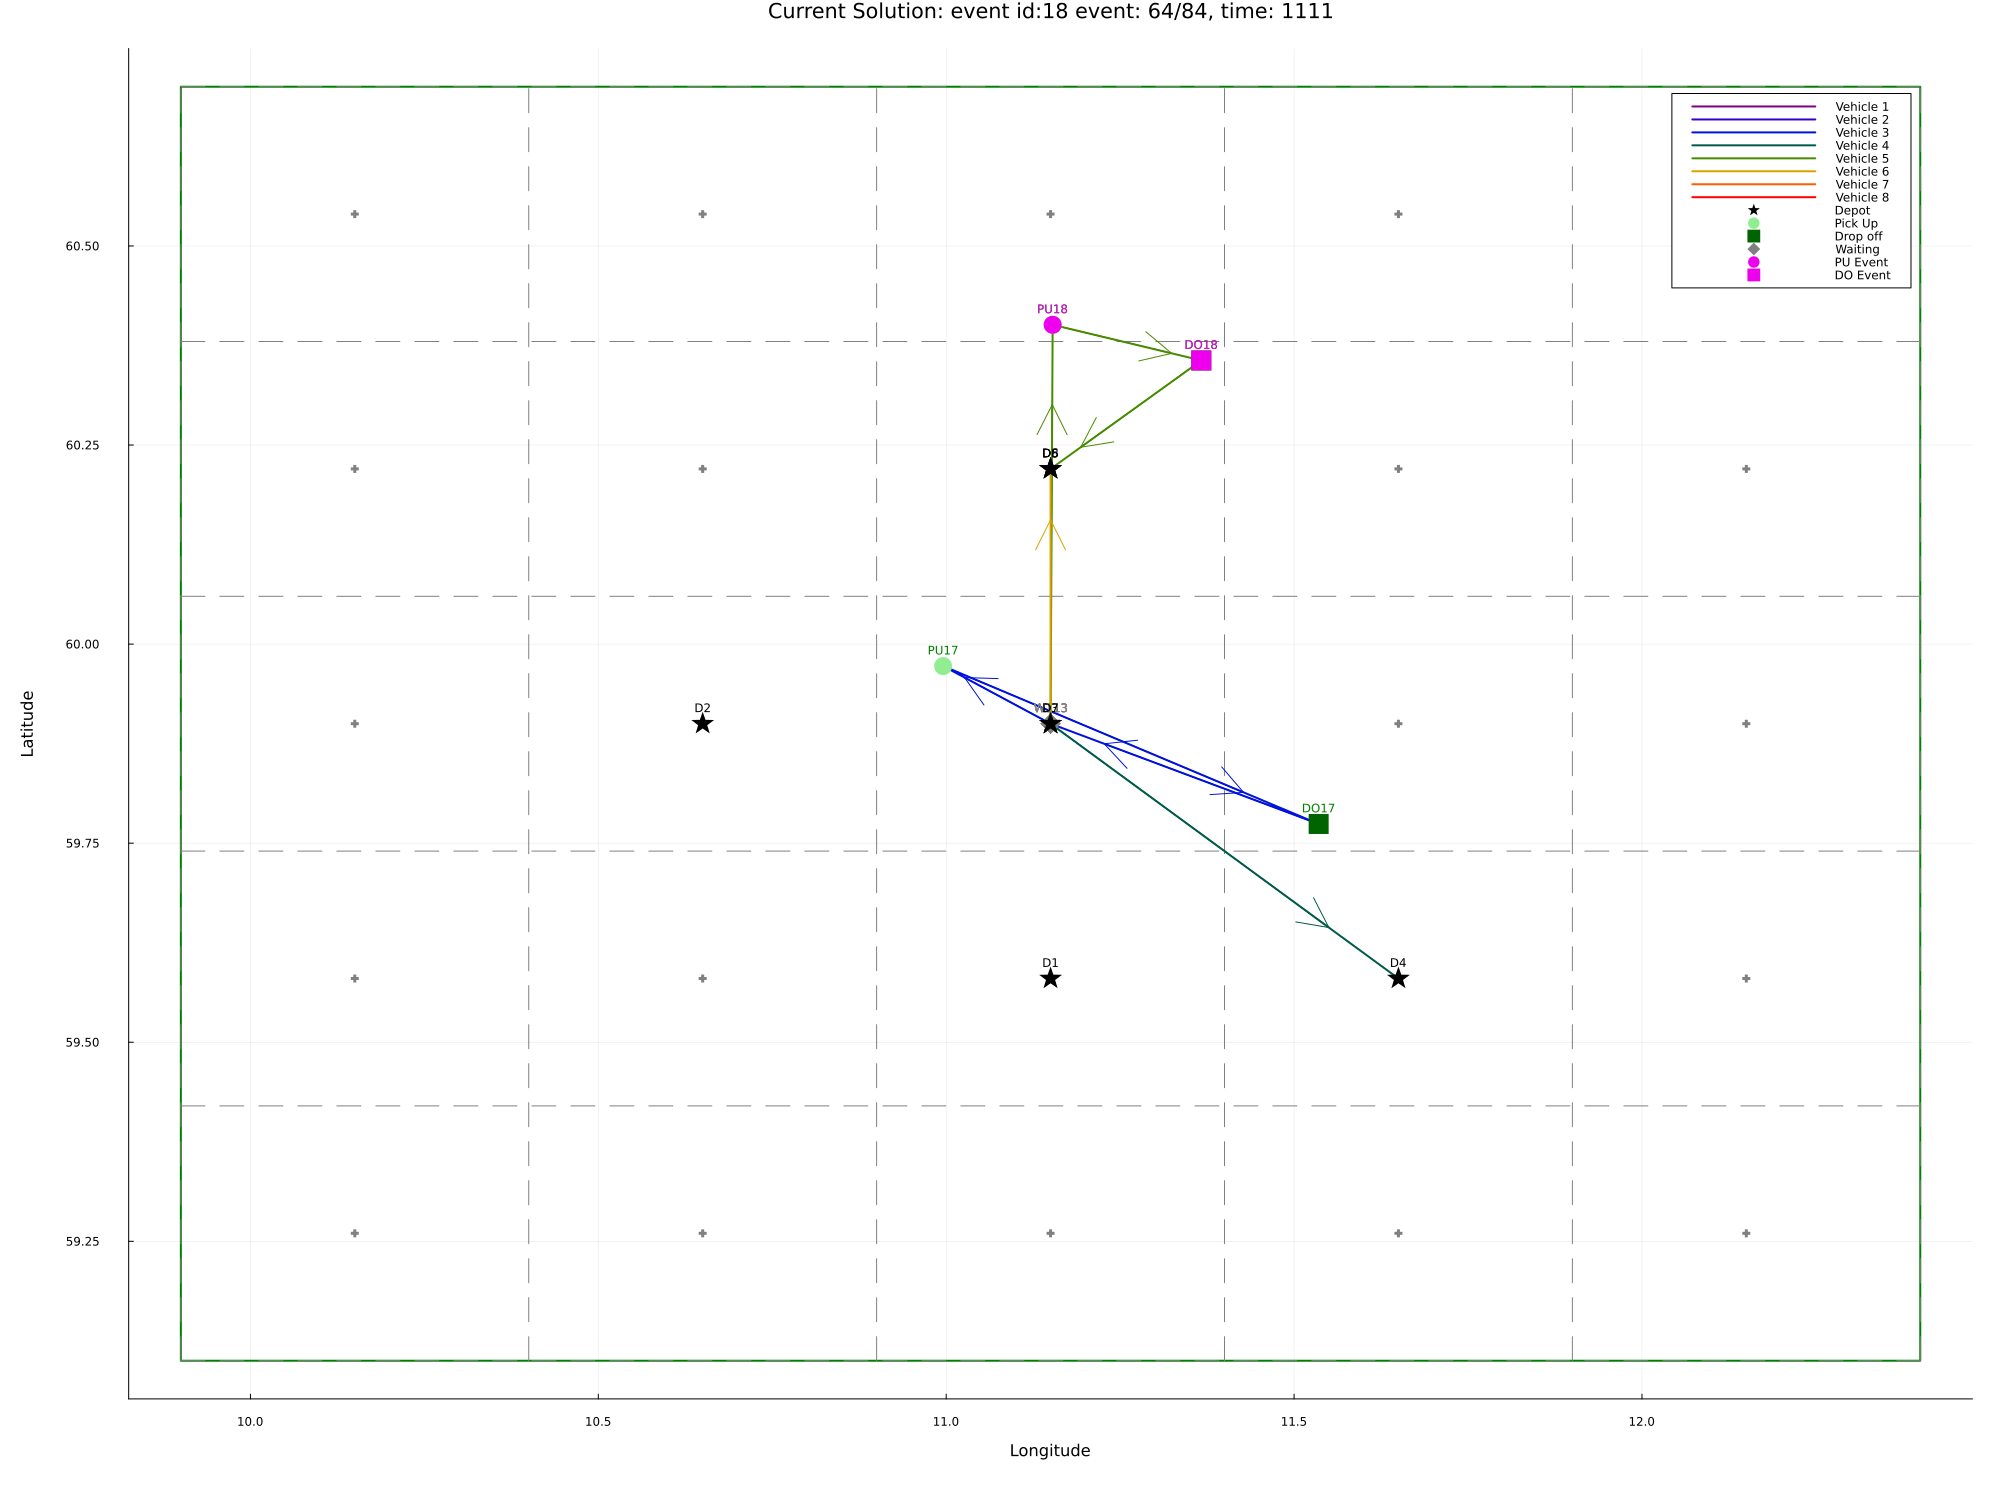 Current Solution: event id:18 event: 64/84, time: 1111
Vehicle 1
Vehicle 2
Vehicle 3
Vehicle 4
Vehicle 5
Vehicle 6
Vehicle 7
Vehicle 8
Depot
Pick Up
Drop off
Waiting
PU Event
DO Event
60.50
60.25
60.00
59.75
59.50
59.25
Latitude
PU18
DO18
PU17
D2
DO17
D1
D4
10.0
10.5
11.0
11.5
12.0
Longitude